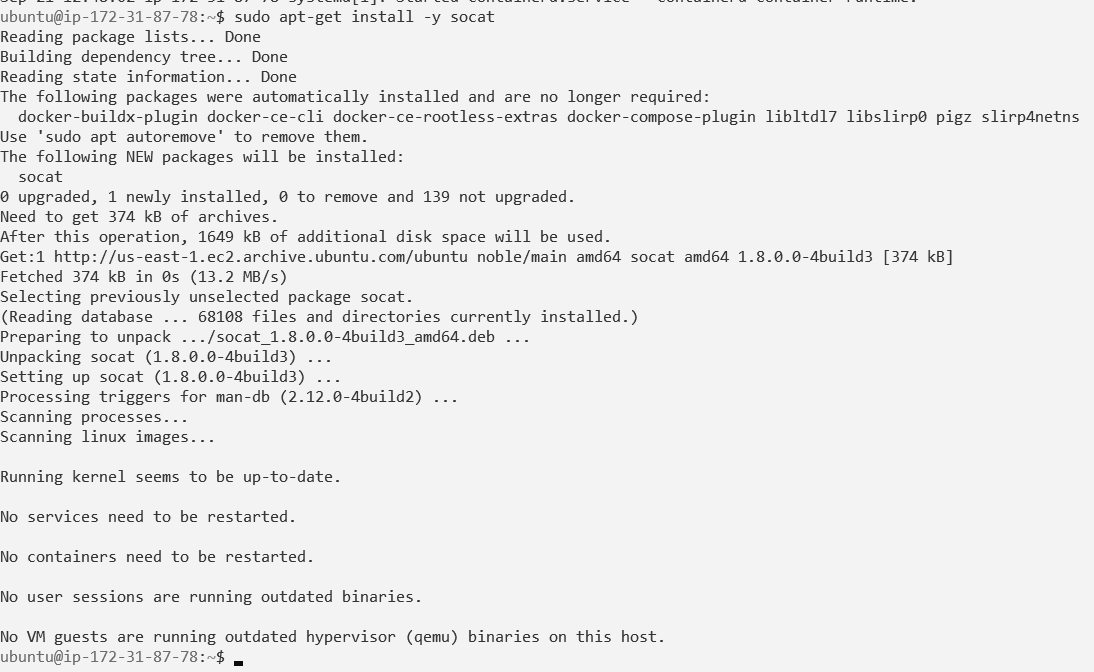 ubuntu@ip-172-31-87-78:~$ sudo apt-get install -y socat
Reading package lists... Done
Building dependency tree... Done
Reading state information... Done
The following packages were automatically installed and are no longer required:
  docker-buildx-plugin docker-ce-cli docker-ce-rootless-extras docker-compose-plugin libltdl7 libslirp0 pigz slirp4netns
Use 'sudo apt autoremove' to remove them.
The following NEW packages will be installed:
  socat
0 upgraded, 1 newly installed, 0 to remove and 139 not upgraded.
Need to get 374 kB of archives.
After this operation, 1649 kB of additional disk space will be used.
Get:1 http://us-east-1.ec2.archive.ubuntu.com/ubuntu noble/main amd64 socat amd64 1.8.0.0-4build3 [374 kB]
Fetched 374 kB in 0s (13.2 MB/s)
Selecting previously unselected package socat.
(Reading database ... 68108 files and directories currently installed.)
Preparing to unpack .../socat_1.8.0.0-4build3_amd64.deb ...
Unpacking socat (1.8.0.0-4build3) ...
Setting up socat (1.8.0.0-4build3) ...
Processing triggers for man-db (2.12.0-4build2) ...
Scanning processes...
Scanning linux images...

Running kernel seems to be up-to-date.

No services need to be restarted.

No containers need to be restarted.

No user sessions are running outdated binaries.

No VM guests are running outdated hypervisor (qemu) binaries on this host.
ubuntu@ip-172-31-87-78:~$